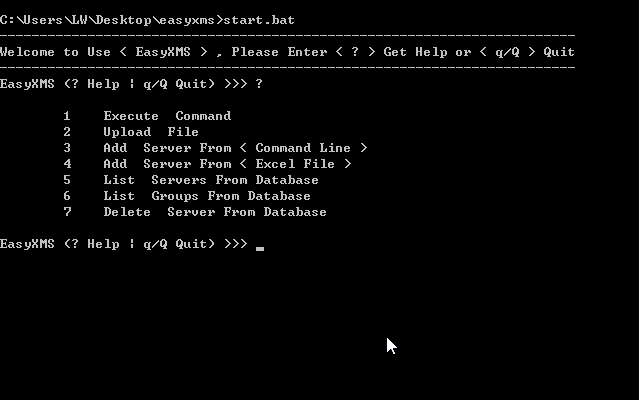 C:\Users\LW\Desktop\easyxms>start.bat
------------------------------------------------------------------------
Welcome to Use < EasyXMS > , Please Enter < ? > Get Help or < q/Q > Quit
------------------------------------------------------------------------
EasyXMS (? Help | q/Q Quit) >>> ?
1 Execute Command
2 Upload File
3 Add Server From < Command Line >
4 Add Server From < Excel File >
5 List Servers From Database
6 List Groups From Database
7 Delete Server From Database
EasyXMS (? Help | q/Q Quit) >>> _